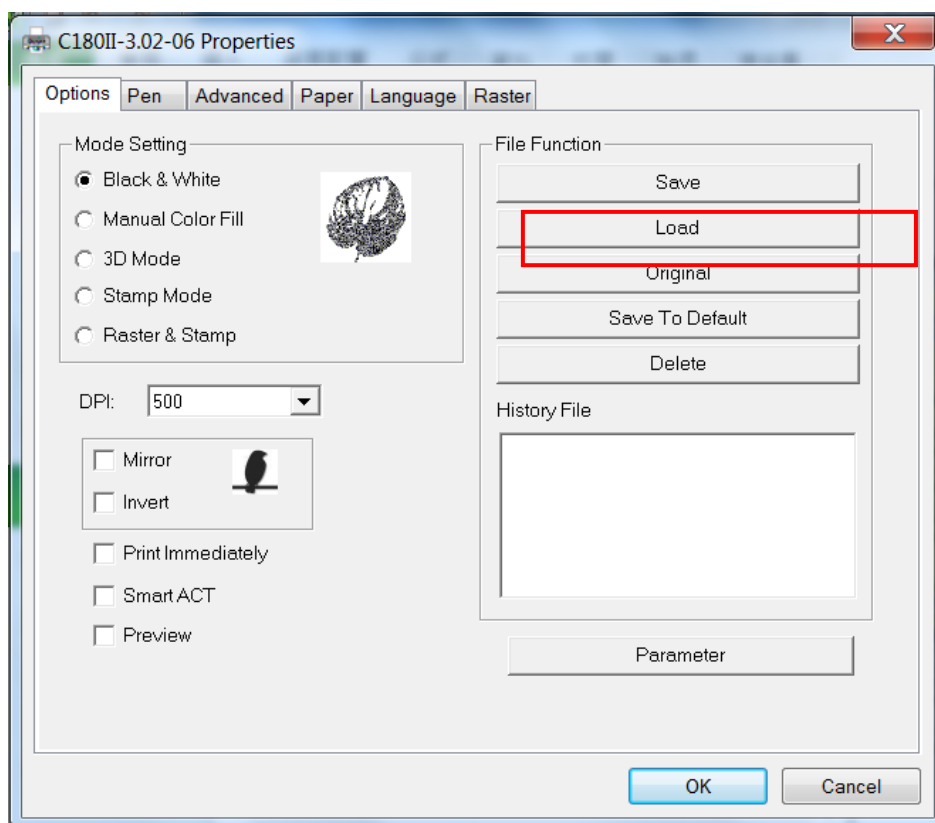 C180II-3.02-06 Properties
Options Pen Advanced Paper Language Raster
Mode Setting
Black & White
Manual Color Fill
3D Mode
Stamp Mode
Raster & Stamp
DPI: 500
Mirror
Invert
Print Immediately
Smart ACT
Preview
File Function
Save
Load
Original
Save To Default
Delete
History File
Parameter
OK Cancel